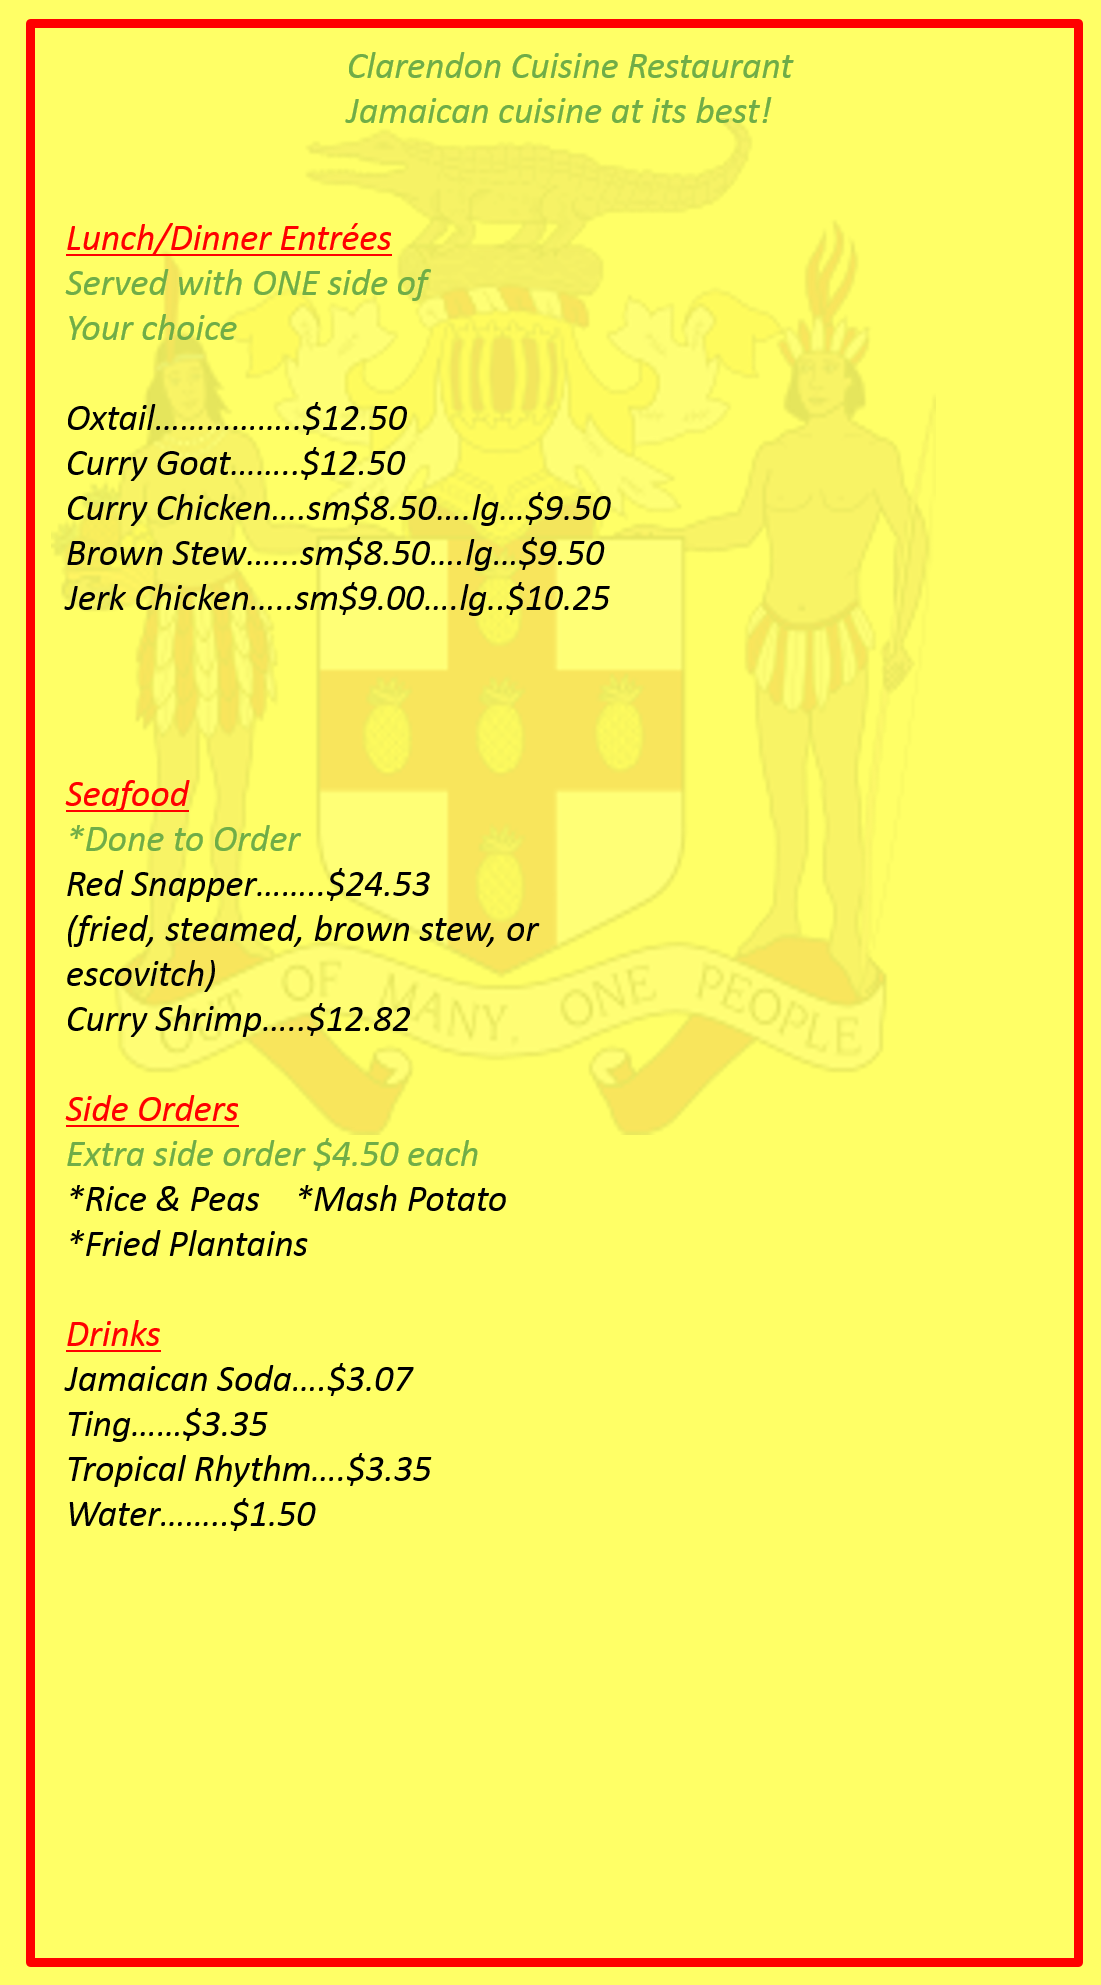 Clarendon Cuisine Restaurant
Jamaican cuisine at its best!
Lunch/Dinner Entrées
Served with ONE side of
Your choice
Oxtail……………..$12.50
Curry Goat……..$12.50
Curry Chicken….sm$8.50….lg…$9.50
Brown Stew…...sm$8.50….lg…$9.50
Jerk Chicken…..sm$9.00….lg..$10.25
Seafood
*Done to Order
Red Snapper……..$24.53
(fried, steamed, brown stew, or
escovitch)
Curry Shrimp…..$12.82
OUT OF MANY, ONE PEOPLE
Side Orders
Extra side order $4.50 each
*Rice & Peas *Mash Potato
*Fried Plantains
Drinks
Jamaican Soda….$3.07
Ting……$3.35
Tropical Rhythm….$3.35
Water……..$1.50